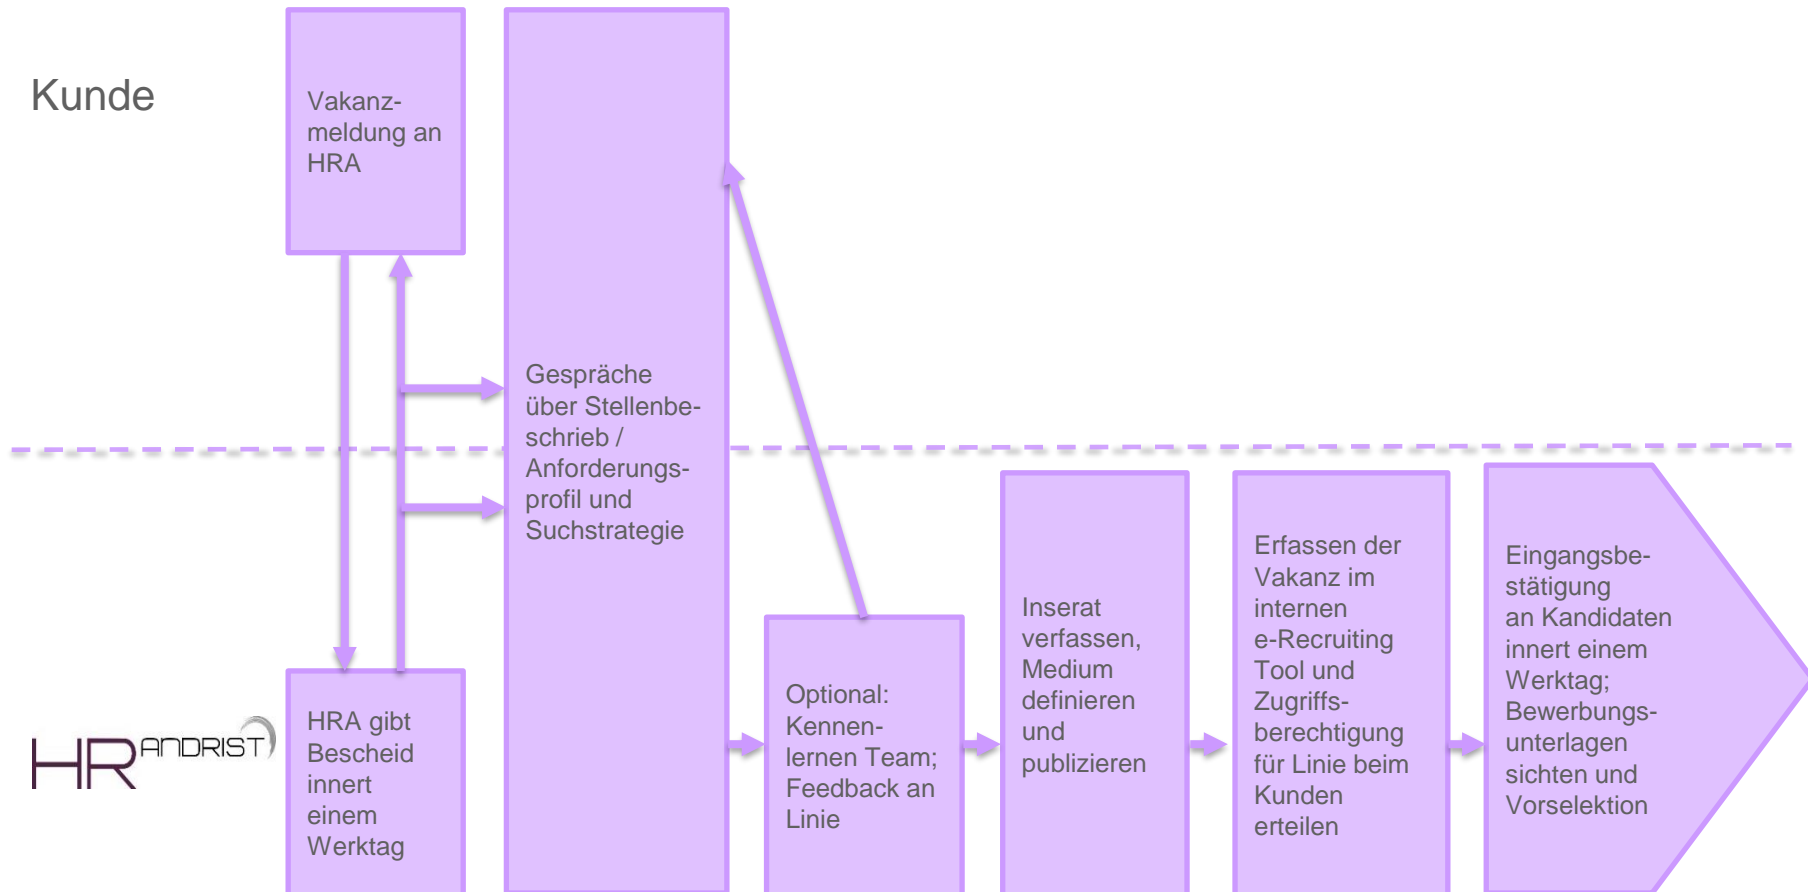 Kunde
Vakanz-
meldung an
HRA
Gespräche
über Stellenbe-
schrieb /
Anforderungs-
profil und
Suchstrategie
HR ANDRIST
HRA gibt
Bescheid
innert
einem
Werktag
Optional:
Kennen-
lernen Team;
Feedback an
Linie
Inserat
verfassen,
Medium
definieren
und
publizieren
Erfassen der
Vakanz im
internen
e-Recruiting
Tool und
Zugriffs-
berechtigung
für Linie beim
Kunden
erteilen
Eingangsbe-
stätigung
an Kandidaten
innert einem
Werktag;
Bewerbungs-
unterlagen
sichten und
Vorselektion